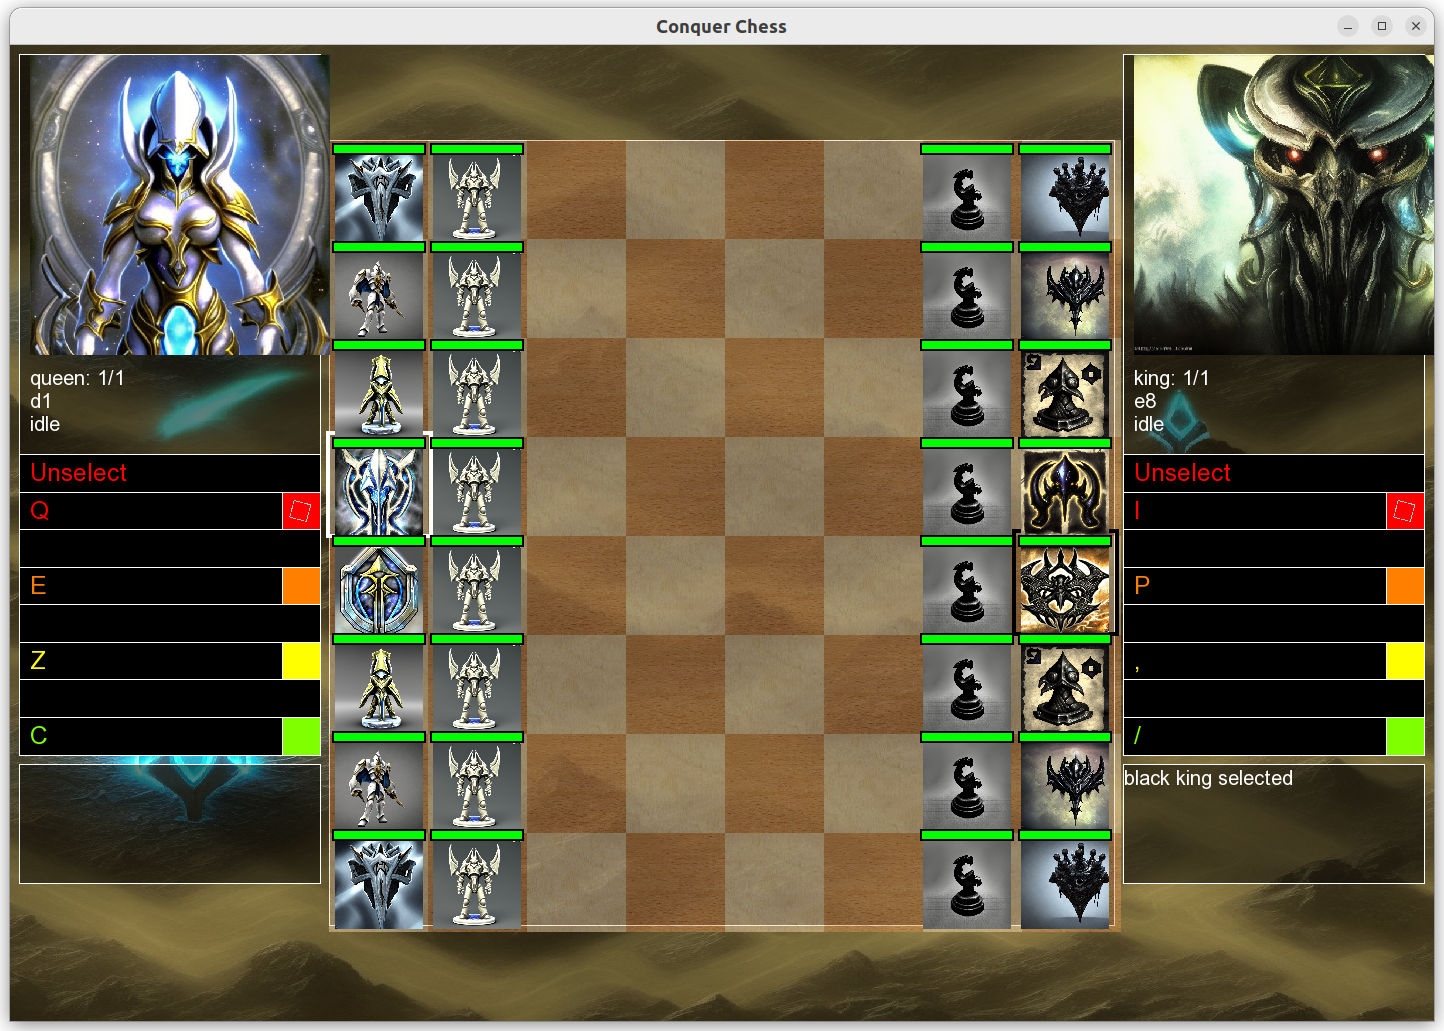 Conquer Chess
queen: 1/1
d1
idle
Unselect
Q
E
Z
C
king: 1/1
e8
idle
Unselect
I
P
,
/
black king selected